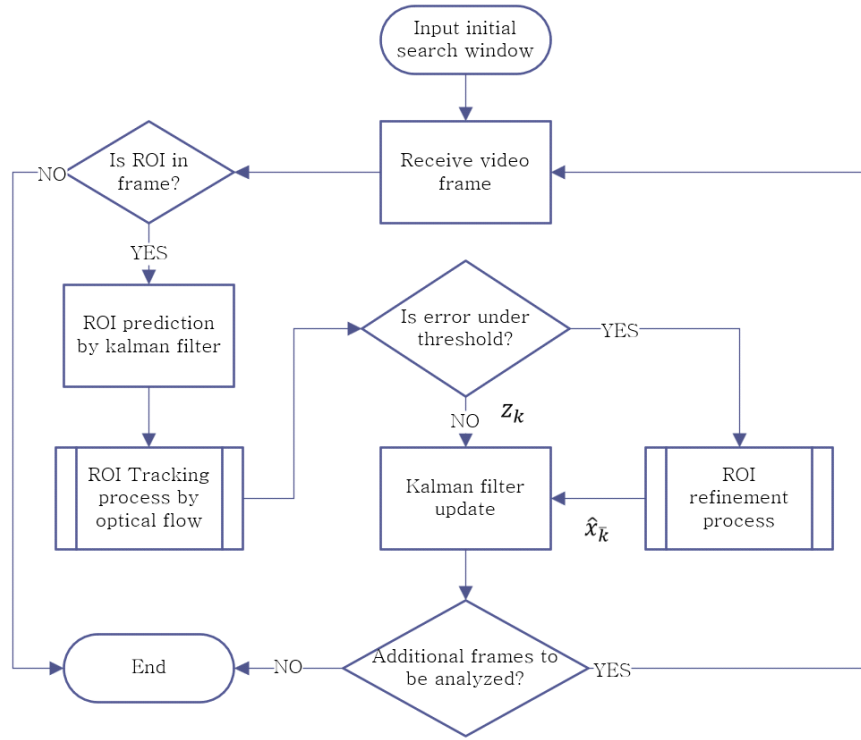 Input initial
search window
Receive video
frame
Is ROI in
frame?
NO
YES
ROI prediction
by kalman filter
ROI Tracking
process by
optical flow
Is error under
threshold?
YES
NO
z_k
Kalman filter
update
x̂_k̄
ROI
refinement
process
Additional frames to
be analyzed?
YES
NO
End